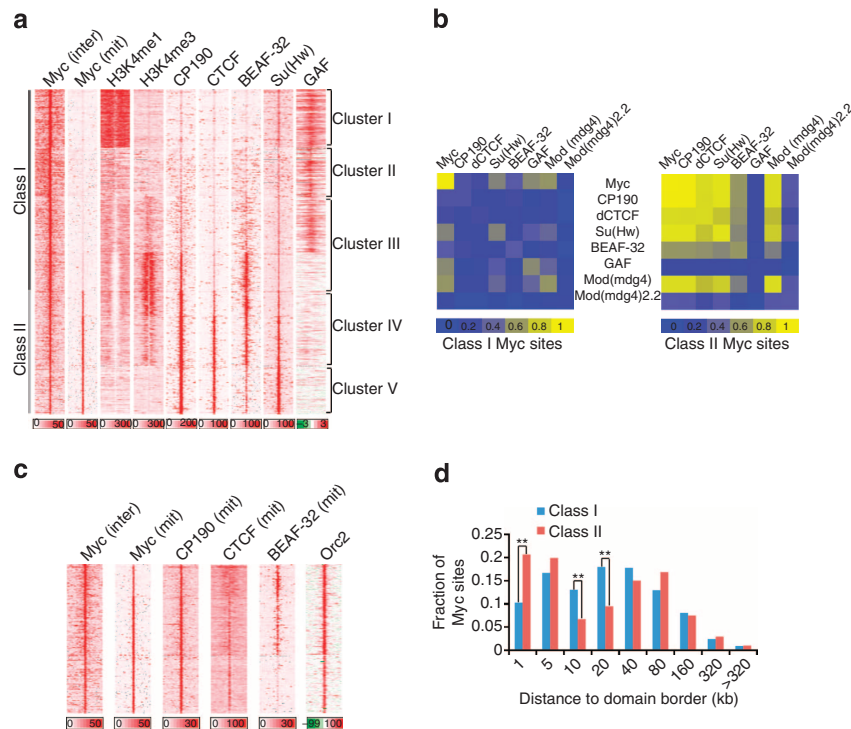 a
Myc (inter)
Myc (mit)
H3K4me1
H3K4me3
CP190
CTCF
BEAF-32
Su(Hw)
GAF
Class I
Class II
Cluster I
Cluster II
Cluster III
Cluster IV
Cluster V
0 50
0 50
0 300
0 300
0 200
0 100
0 100
0 100
-3 3
b
Myc
CP190
dCTCF
Su(Hw)
BEAF-32
GAF
Mod (mdg4)
Mod(mdg4)2.2
Myc
CP190
dCTCF
Su(Hw)
BEAF-32
GAF
Mod(mdg4)
Mod(mdg4)2.2
Myc
CP190
dCTCF
Su(Hw)
BEAF-32
GAF
Mod (mdg4)
Mod(mdg4)2.2
0 0.2 0.4 0.6 0.8 1
Class I Myc sites
0 0.2 0.4 0.6 0.8 1
Class II Myc sites
c
Myc (inter)
Myc (mit)
CP190 (mit)
CTCF (mit)
BEAF-32 (mit)
Orc2
0 50
0 50
0 30
0 100
0 30
-99 100
d
Class I
Class II
Fraction of
Myc sites
0.25
0.2
0.15
0.1
0.05
0
**
**
**
1 5 10 20 40 80 160 320 >320
Distance to domain border (kb)